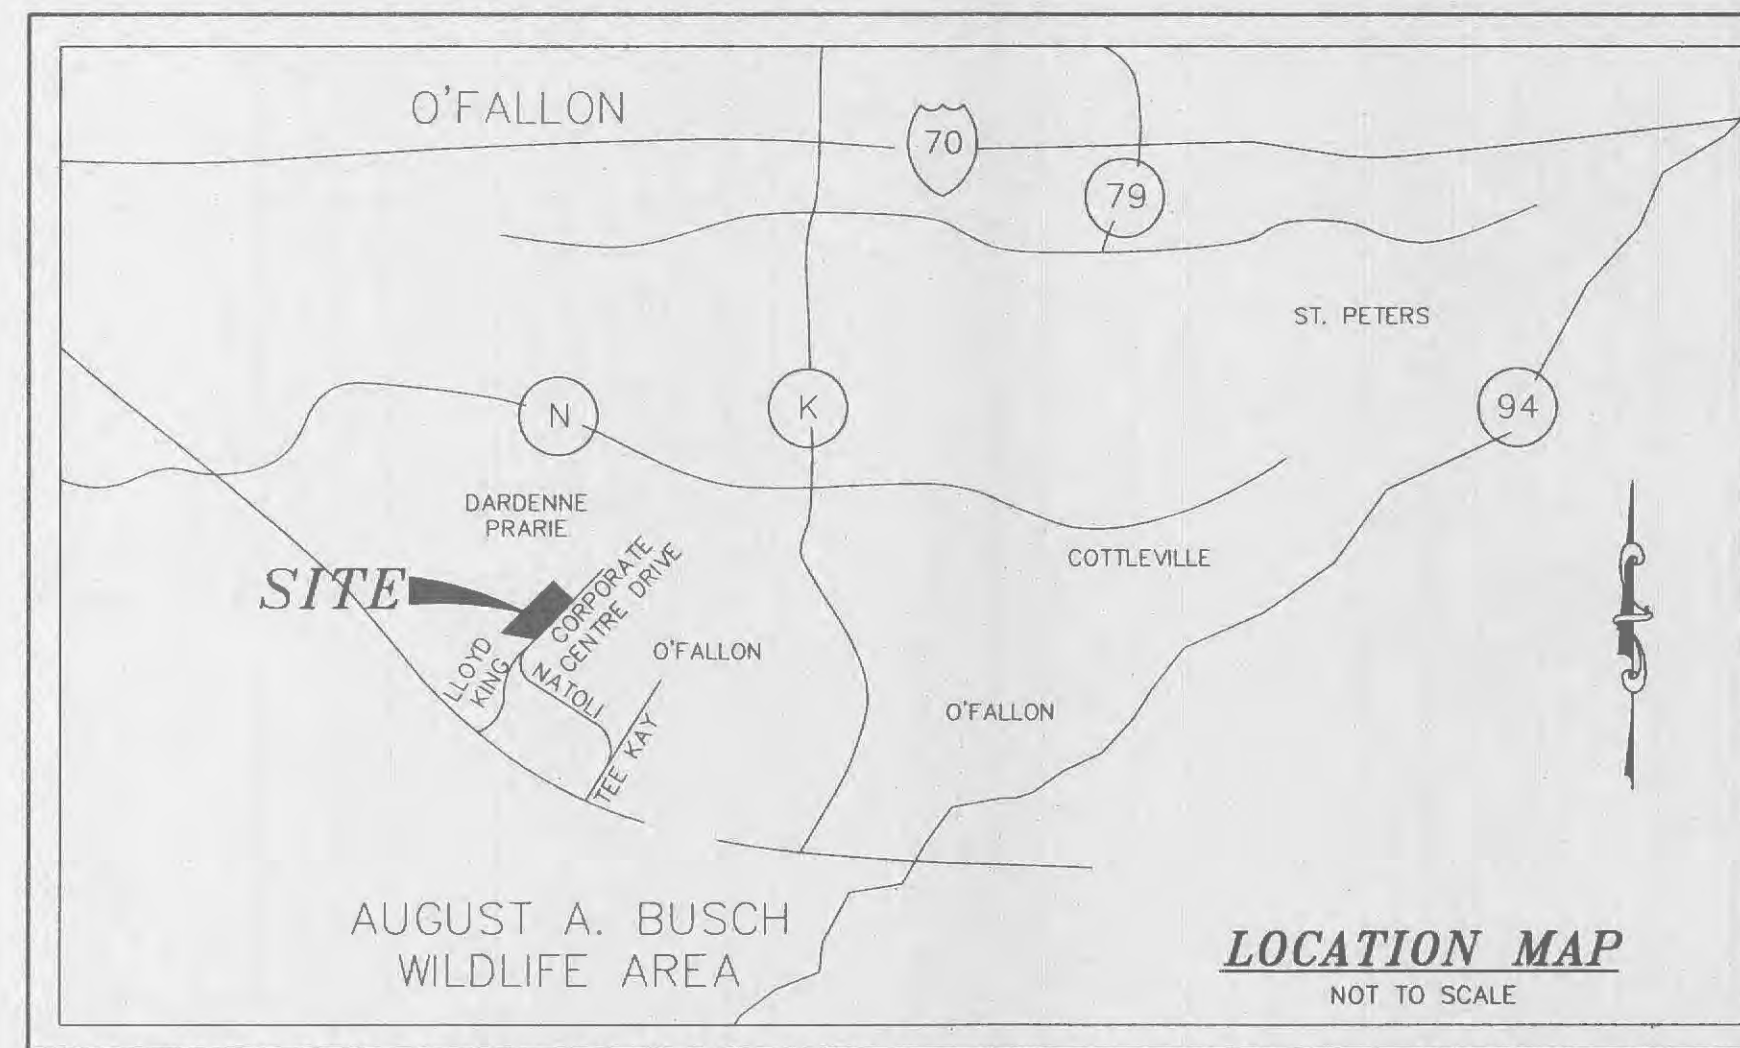 O'FALLON
70
79
ST. PETERS
N
K
94
DARDENNE
PRARIE
COTTLEVILLE
SITE
CORPORATE
CENTRE DRIVE
LLOYD
KING
NATOLI
O'FALLON
TEE KAY
O'FALLON
AUGUST A. BUSCH
WILDLIFE AREA
LOCATION MAP
NOT TO SCALE